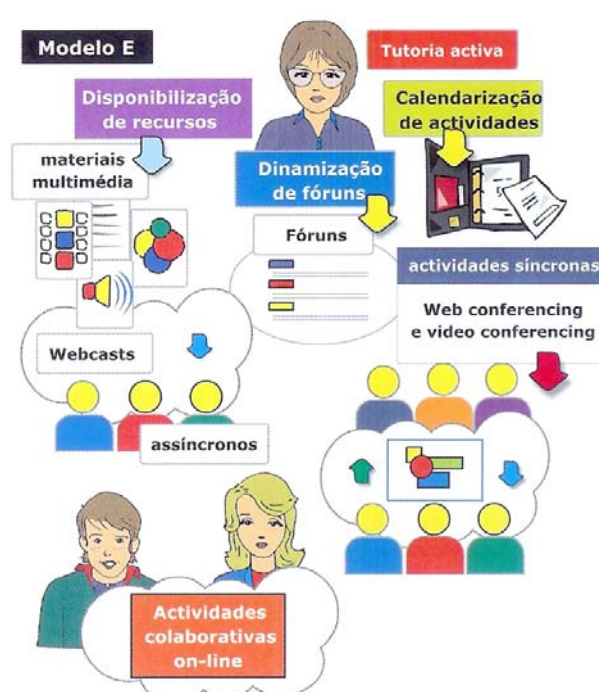 Modelo E
Tutoria activa
Disponibilização
de recursos
Calendarização
de actividades
materiais
multimédia
Dinamização
de fóruns
Fóruns
actividades síncronas
Web conferencing
e video conferencing
Webcasts
assíncronos
Actividades
colaborativas
on-line